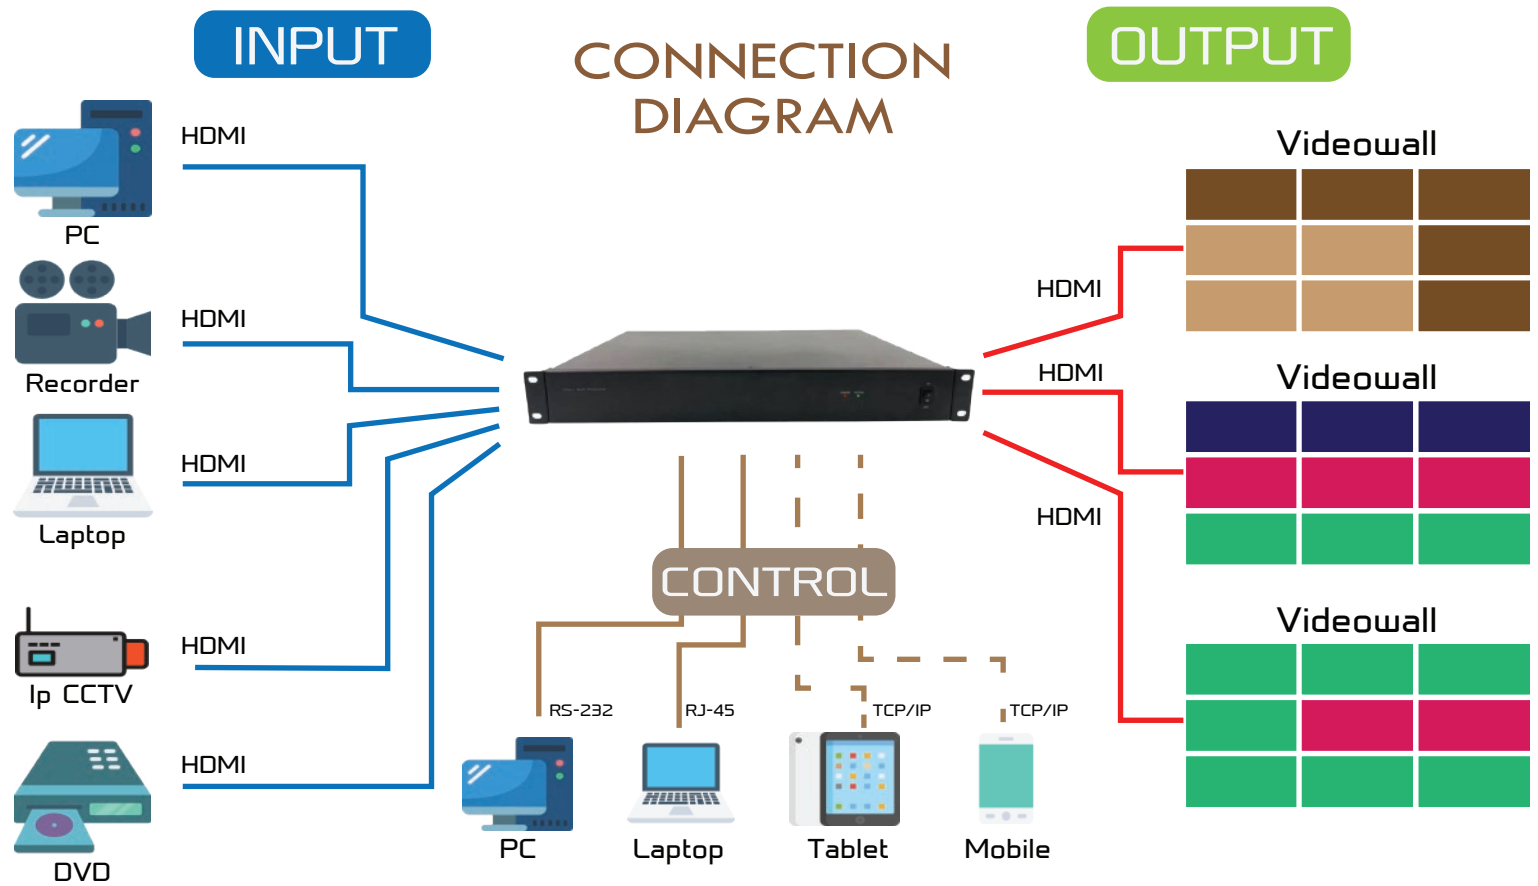 INPUT
CONNECTION
DIAGRAM
OUTPUT
HDMI
PC
HDMI
Recorder
HDMI
Laptop
HDMI
Ip CCTV
HDMI
DVD
CONTROL
RS-232
RJ-45
TCP/IP
TCP/IP
PC
Laptop
Tablet
Mobile
HDMI
HDMI
HDMI
Videowall
Videowall
Videowall